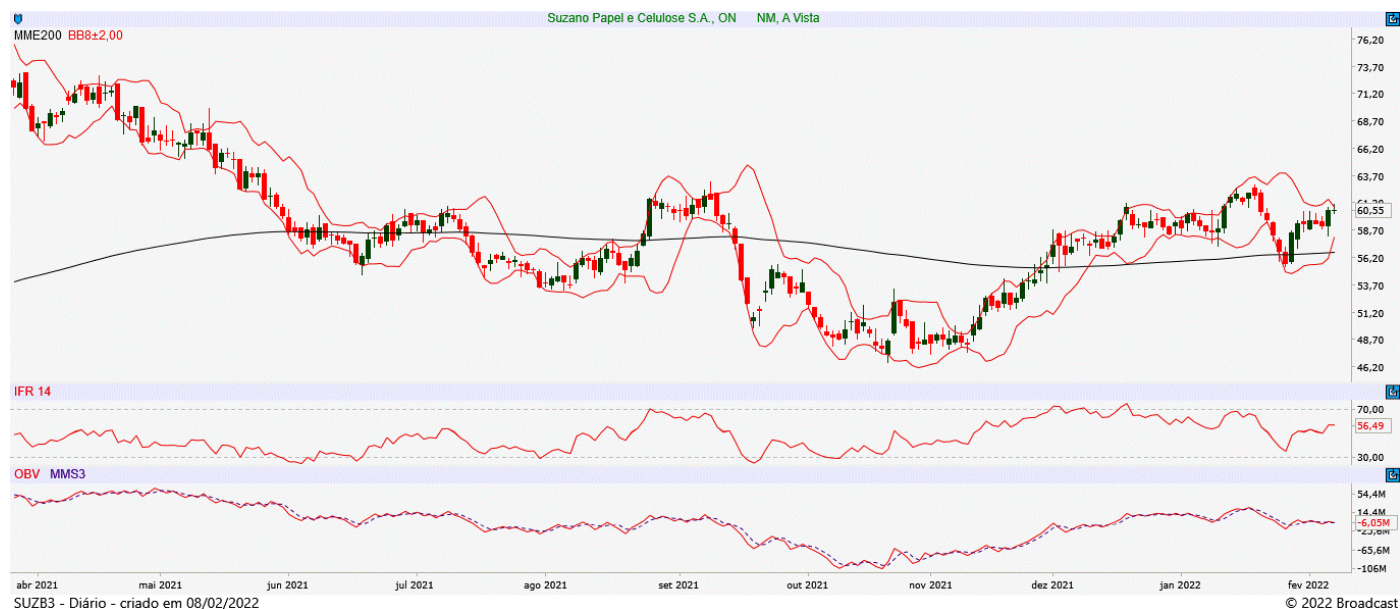 Suzano Papel e Celulose S.A., ON NM, A Vista
MME200 BB8±2,00
76,20
73,70
71,20
68,70
66,20
63,70
60,55
58,70
56,20
53,70
51,20
48,70
46,20
IFR 14
70,00
56,49
30,00
OBV MMS3
54,4M
14,4M
-6,05M
-65,6M
-106M
abr 2021 mai 2021 jun 2021 jul 2021 ago 2021 set 2021 out 2021 nov 2021 dez 2021 jan 2022 fev 2022
SUZB3 - Diário - criado em 08/02/2022 © 2022 Broadcast